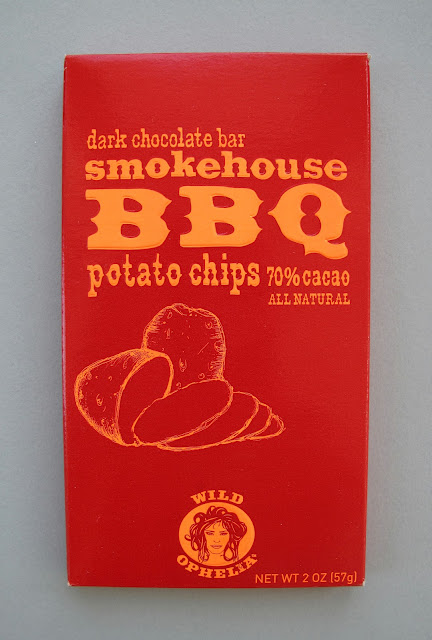 dark chocolate bar
smokehouse
BBQ
potato chips 70% cacao
ALL NATURAL
WILD
OPHELIA
NET WT 2 OZ (57g)